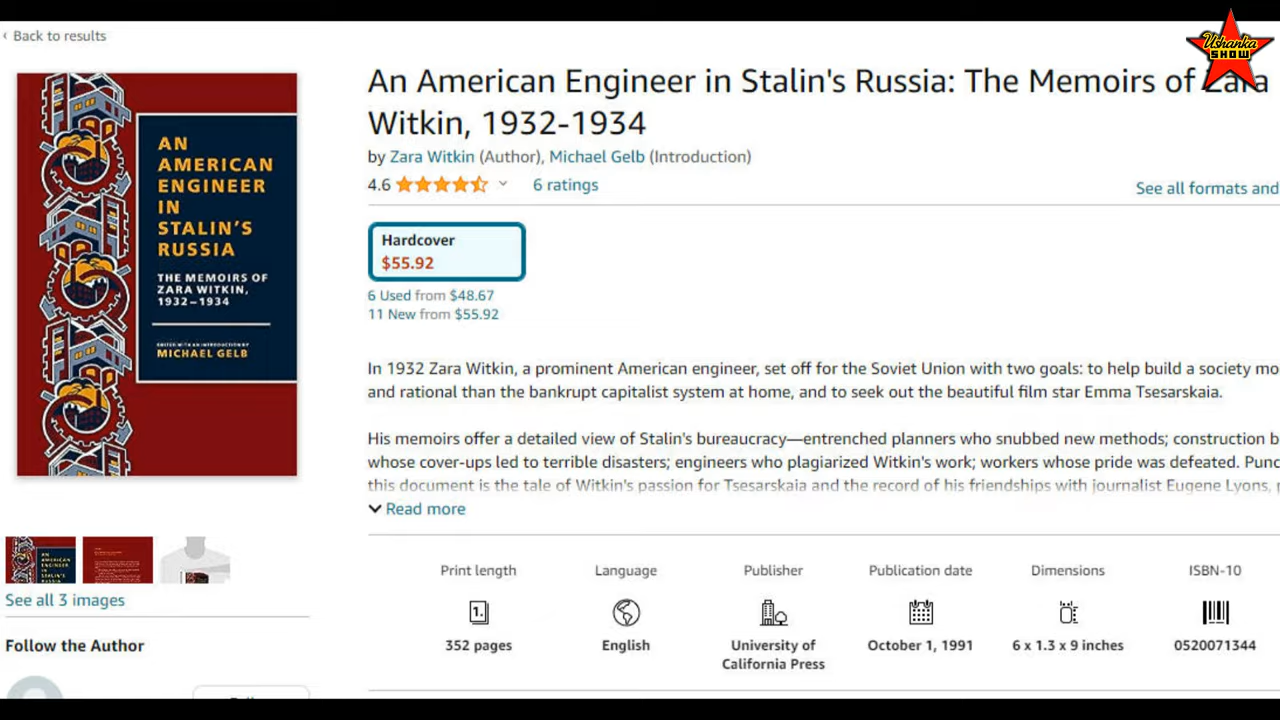 ‹ Back to results
Ushanka
SHOW
An American Engineer in Stalin's Russia: The Memoirs of Zara
Witkin, 1932-1934
by Zara Witkin (Author), Michael Gelb (Introduction)
4.6 6 ratings
See all formats and
Hardcover
$55.92
6 Used from $48.67
11 New from $55.92
AN
AMERICAN
ENGINEER
IN
STALIN'S
RUSSIA
THE MEMOIRS OF
ZARA WITKIN,
1932–1934
EDITED WITH AN INTRODUCTION BY
MICHAEL GELB
In 1932 Zara Witkin, a prominent American engineer, set off for the Soviet Union with two goals: to help build a society mo
and rational than the bankrupt capitalist system at home, and to seek out the beautiful film star Emma Tsesarskaia.
His memoirs offer a detailed view of Stalin's bureaucracy—entrenched planners who snubbed new methods; construction b
whose cover-ups led to terrible disasters; engineers who plagiarized Witkin's work; workers whose pride was defeated. Punc
this document is the tale of Witkin's passion for Tsesarskaia and the record of his friendships with journalist Eugene Lyons,
Read more
See all 3 images
Follow the Author
Print length
1.
352 pages
Language
English
Publisher
University of
California Press
Publication date
October 1, 1991
Dimensions
6 x 1.3 x 9 inches
ISBN-10
0520071344